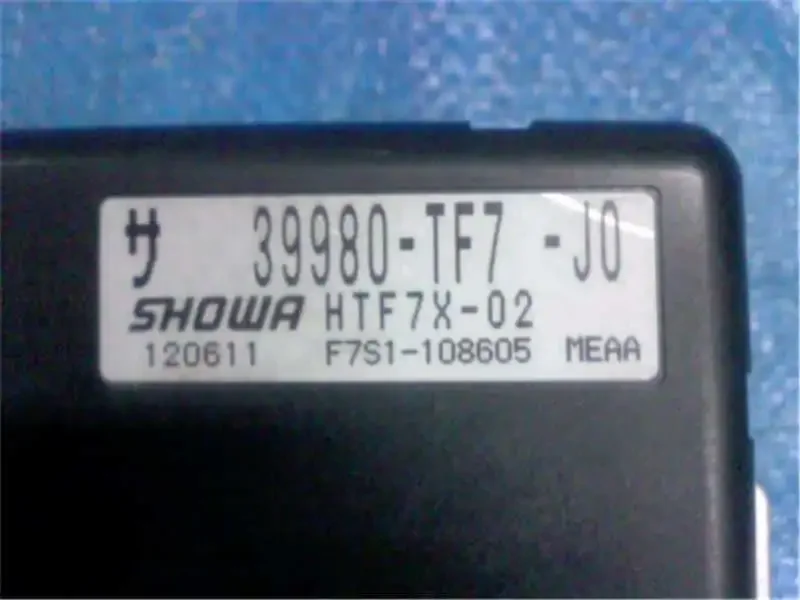 サ 39980-TF7 -J0
SHOWA HTF7X-02
120611 F7S1-108605 MEAA